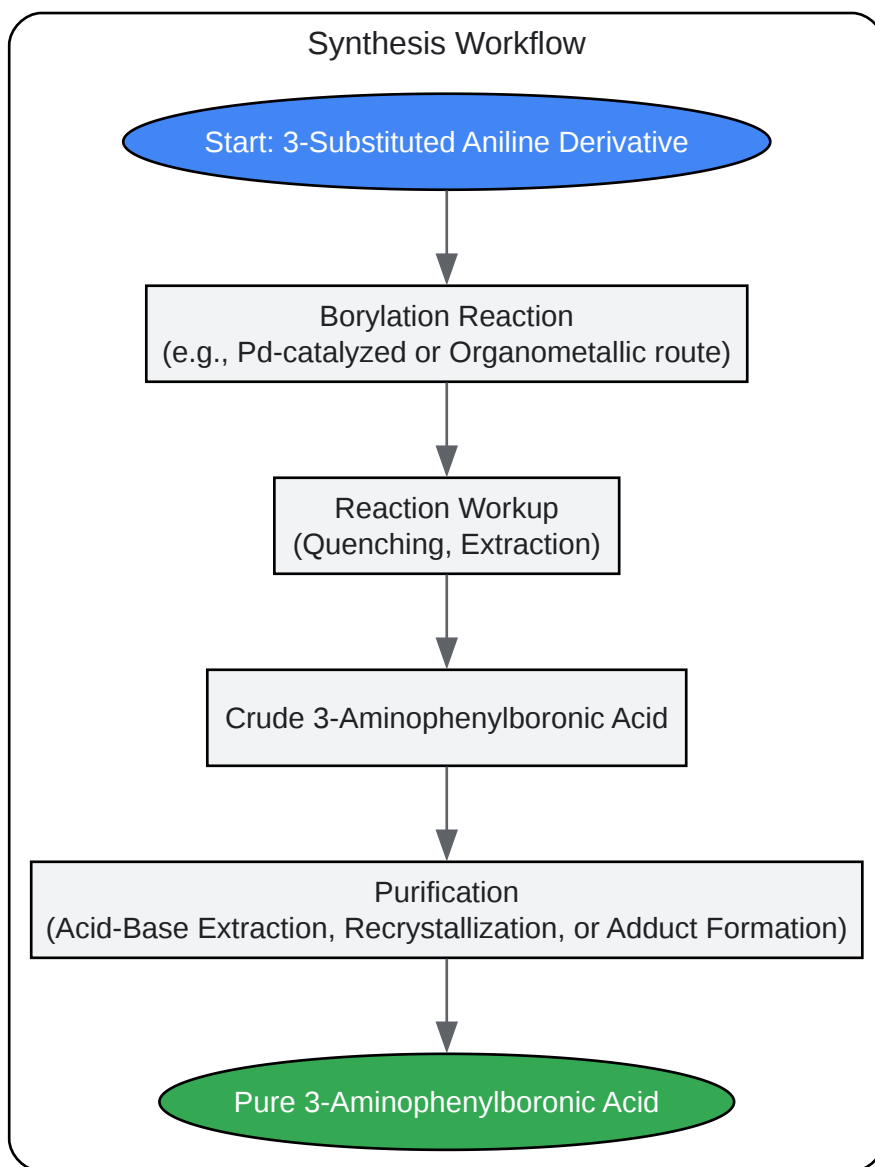 Synthesis Workflow
Start: 3-Substituted Aniline Derivative
Borylation Reaction
(e.g., Pd-catalyzed or Organometallic route)
Reaction Workup
(Quenching, Extraction)
Crude 3-Aminophenylboronic Acid
Purification
(Acid-Base Extraction, Recrystallization, or Adduct Formation)
Pure 3-Aminophenylboronic Acid